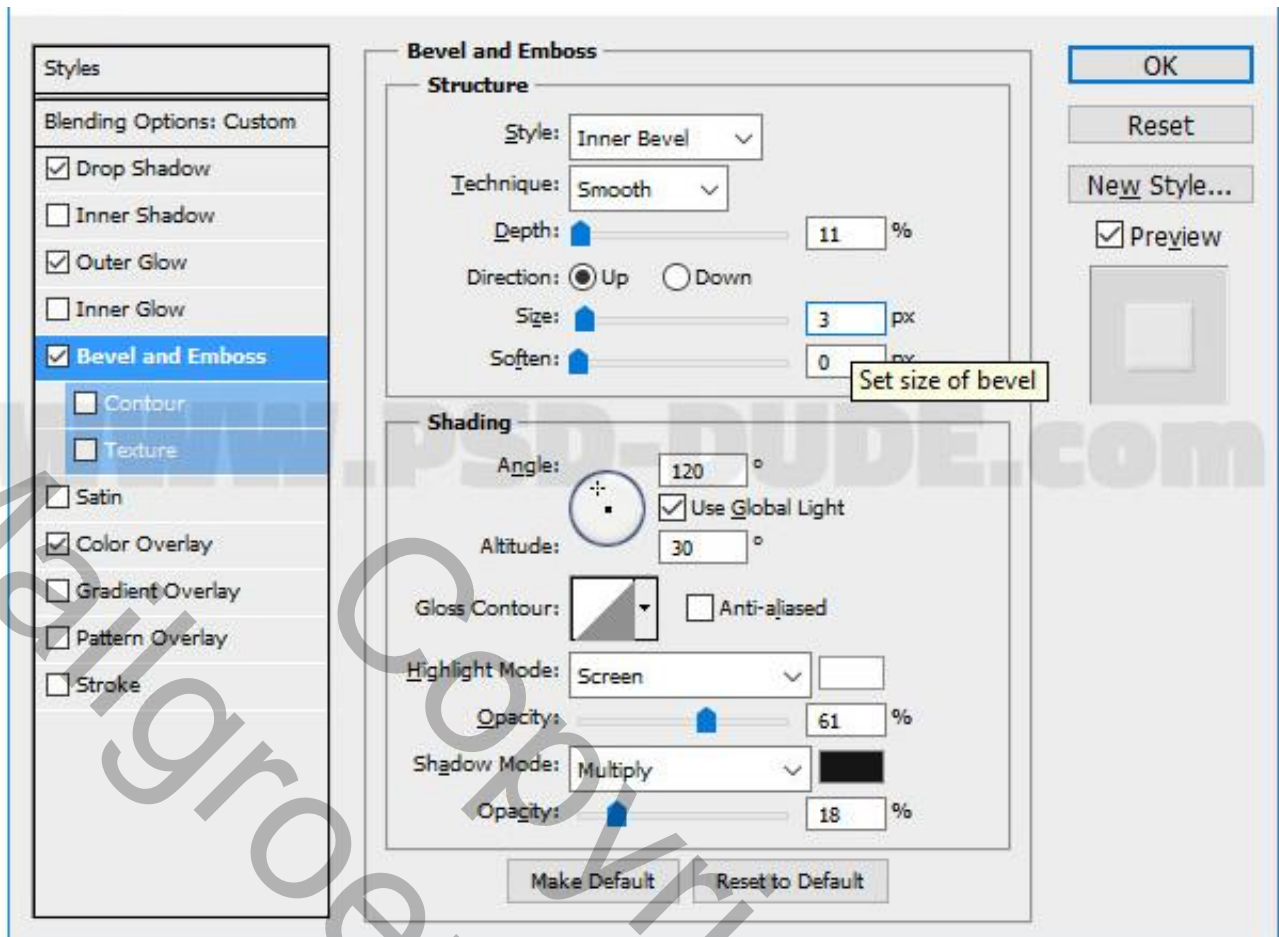 Styles
Blending Options: Custom
Drop Shadow
Inner Shadow
Outer Glow
Inner Glow
Bevel and Emboss
Contour
Texture
Satin
Color Overlay
Gradient Overlay
Pattern Overlay
Stroke
Bevel and Emboss
Structure
Style: Inner Bevel
Technique: Smooth
Depth: 11 %
Direction: Up Down
Size: 3 px
Soften: 0 px
Set size of bevel
Shading
Angle: 120 °
Use Global Light
Altitude: 30 °
Gloss Contour: Anti-aliased
Highlight Mode: Screen
Opacity: 61 %
Shadow Mode: Multiply
Opacity: 18 %
Make Default Reset to Default
OK
Reset
New Style...
Preview
WWW.PSD-DUDE.com